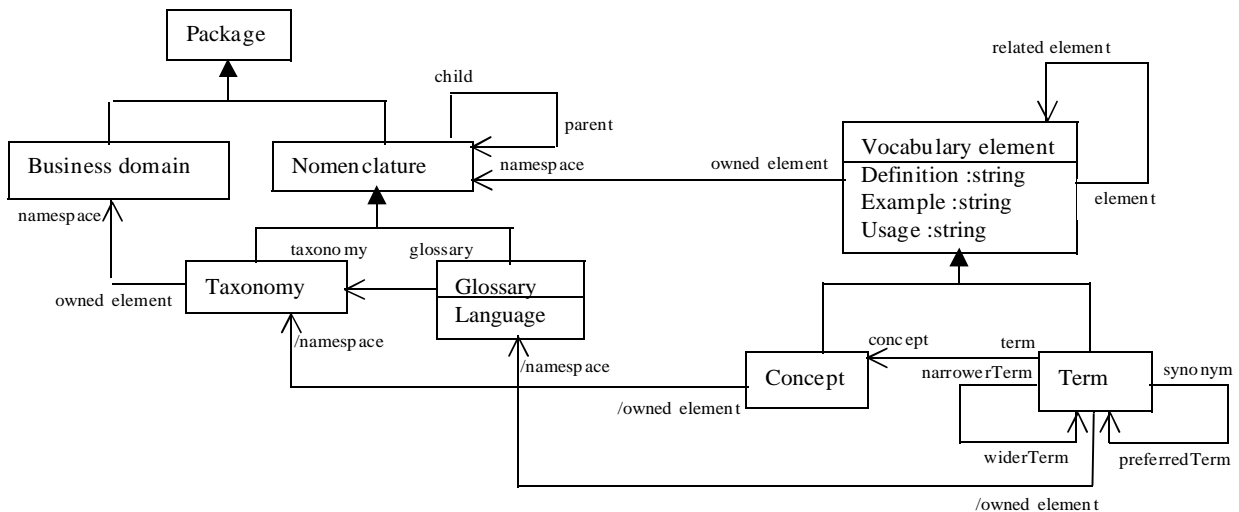 Package
related element
child
parent
Business domain
Nomenclature
namespace
owned element
Vocabulary element
Definition :string
Example :string
Usage :string
element
namespace
taxonomy
glossary
owned element
Taxonomy
Glossary
Language
/namespace
/namespace
concept
term
Concept
narrowerTerm
Term
synonym
/owned element
widerTerm
preferredTerm
/owned element